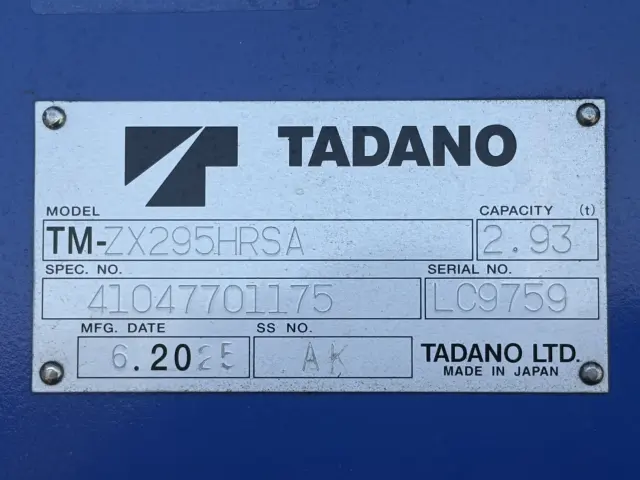 TADANO
MODEL CAPACITY (t)
TM-ZX295HRSA 2.93
SPEC. NO. SERIAL NO.
41047701175 LC9759
MFG. DATE SS NO.
6.2025 AK TADANO LTD.
MADE IN JAPAN